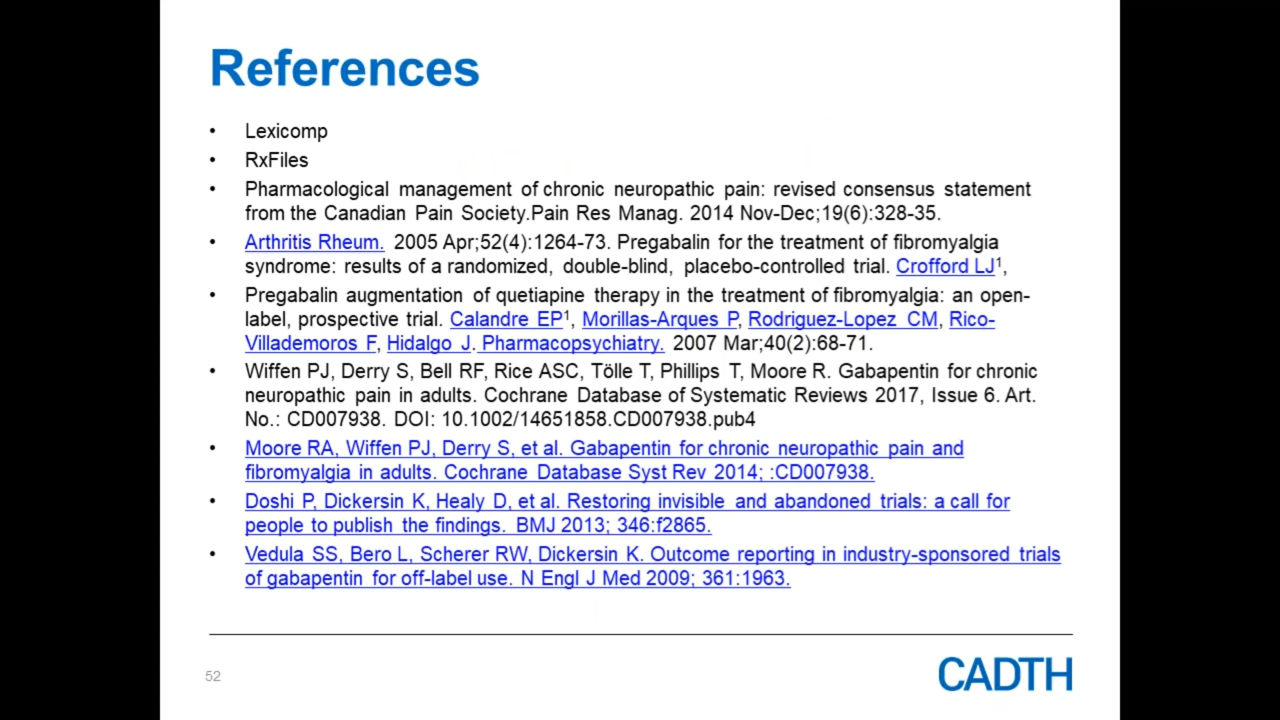 References
• Lexicomp
• RxFiles
• Pharmacological management of chronic neuropathic pain: revised consensus statement
from the Canadian Pain Society.Pain Res Manag. 2014 Nov-Dec;19(6):328-35.
• Arthritis Rheum. 2005 Apr;52(4):1264-73. Pregabalin for the treatment of fibromyalgia
syndrome: results of a randomized, double-blind, placebo-controlled trial. Crofford LJ¹,
• Pregabalin augmentation of quetiapine therapy in the treatment of fibromyalgia: an open-
label, prospective trial. Calandre EP¹, Morillas-Arques P, Rodriguez-Lopez CM, Rico-
Villademoros F, Hidalgo J. Pharmacopsychiatry. 2007 Mar;40(2):68-71.
• Wiffen PJ, Derry S, Bell RF, Rice ASC, Tölle T, Phillips T, Moore R. Gabapentin for chronic
neuropathic pain in adults. Cochrane Database of Systematic Reviews 2017, Issue 6. Art.
No.: CD007938. DOI: 10.1002/14651858.CD007938.pub4
• Moore RA, Wiffen PJ, Derry S, et al. Gabapentin for chronic neuropathic pain and
fibromyalgia in adults. Cochrane Database Syst Rev 2014; :CD007938.
• Doshi P, Dickersin K, Healy D, et al. Restoring invisible and abandoned trials: a call for
people to publish the findings. BMJ 2013; 346:f2865.
• Vedula SS, Bero L, Scherer RW, Dickersin K. Outcome reporting in industry-sponsored trials
of gabapentin for off-label use. N Engl J Med 2009; 361:1963.
52
CADTH